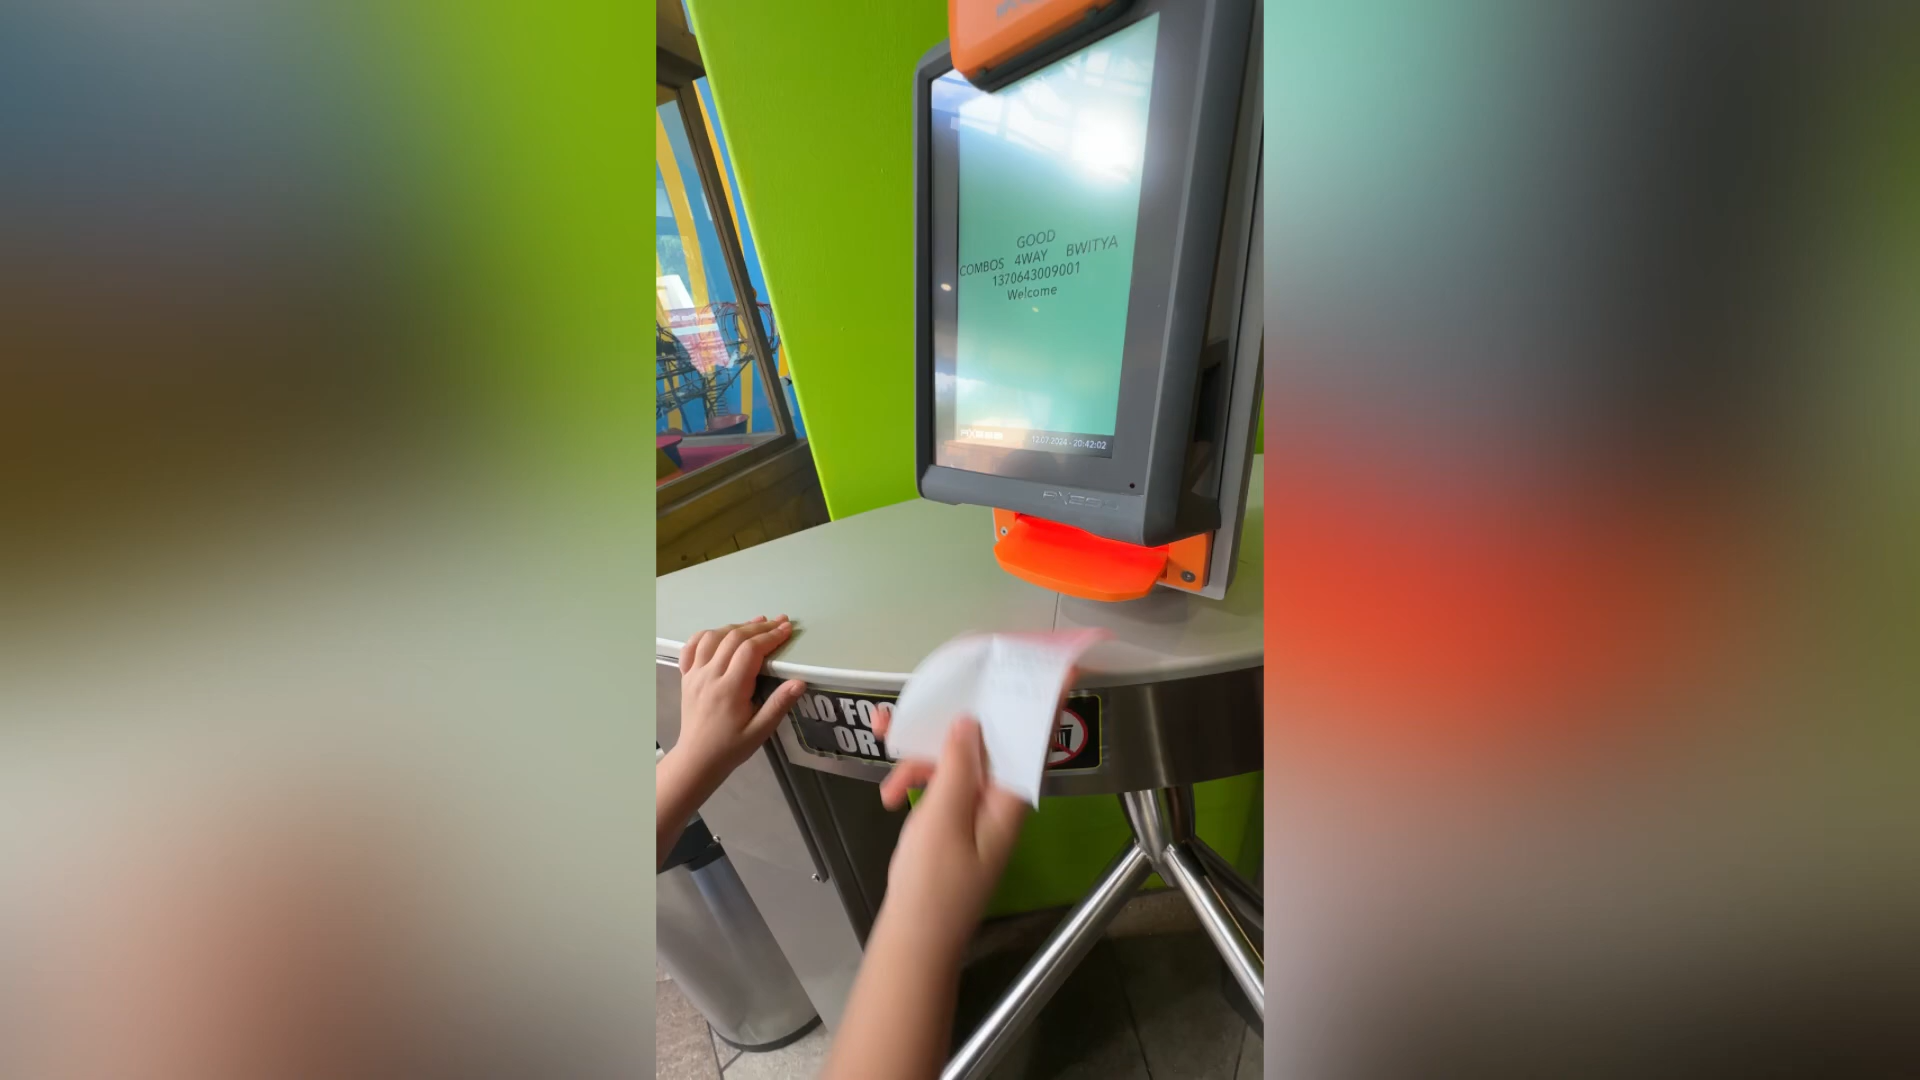 GOOD
COMBOS 4WAY BWITYA
1370643009001
Welcome
12.07.2024 - 20:42:02
NO FOO
OR